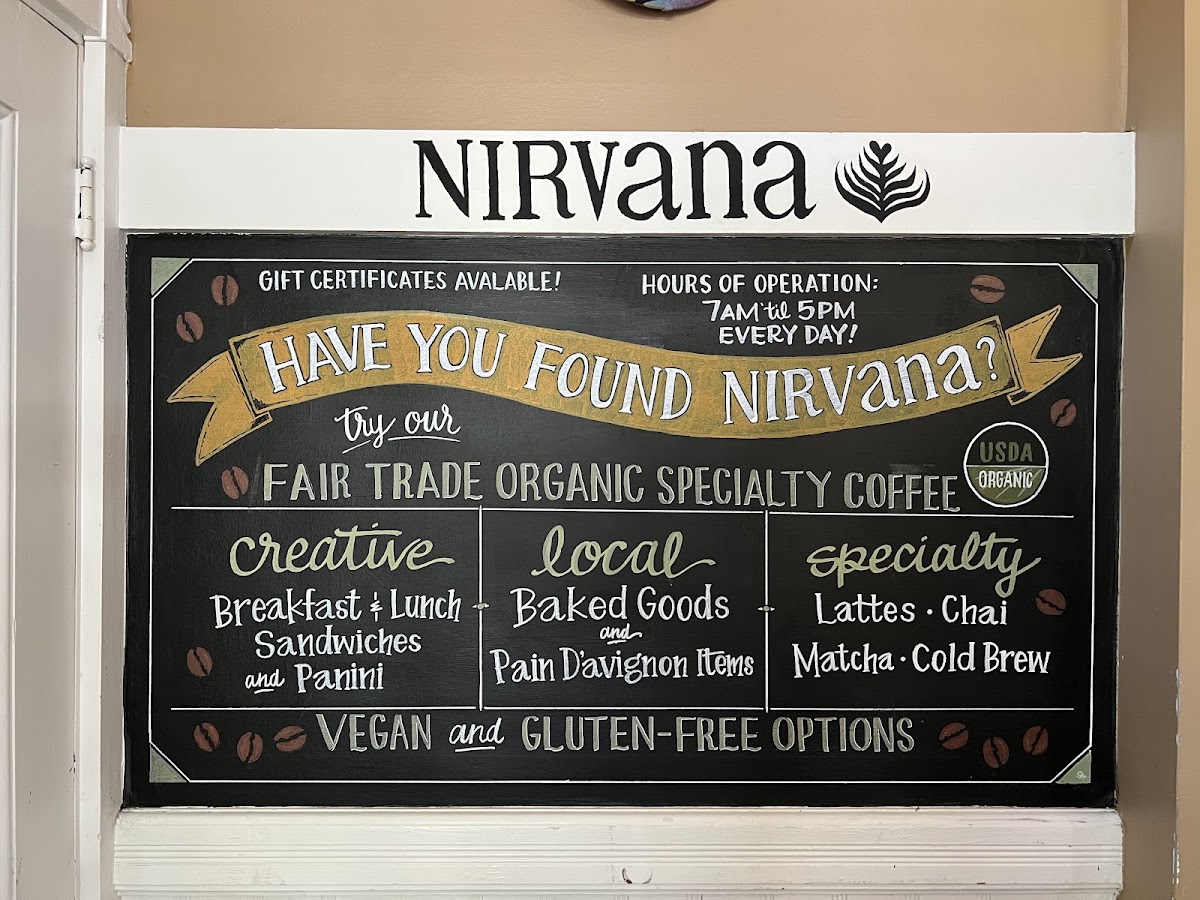 NIRVana
GIFT CERTIFICATES AVALABLE!
HOURS OF OPERATION:
7AM 'til 5PM
EVERY DAY!
HAVE YOU FOUND NIRVana?
try our
FAIR TRADE ORGANIC SPECIALTY COFFEE
USDA
ORGANIC
creative
Breakfast & Lunch
Sandwiches
and Panini
local
Baked Goods
and
Pain D'avignon Items
specialty
Lattes · Chai
Matcha · Cold Brew
VEGAN and GLUTEN-FREE OPTIONS